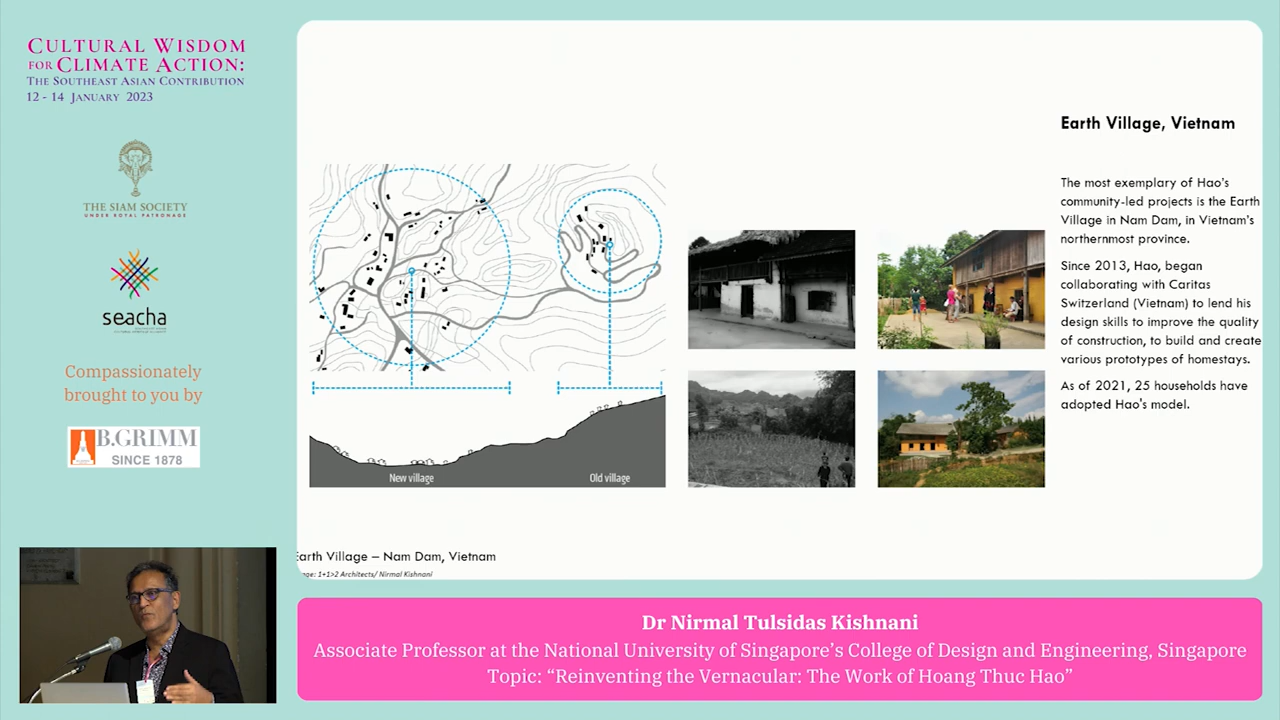 CULTURAL WISDOM
FOR CLIMATE ACTION:
THE SOUTHEAST ASIAN CONTRIBUTION
12 - 14 JANUARY 2023
THE SIAM SOCIETY
UNDER ROYAL PATRONAGE
seacha
Compassionately
brought to you by
B.GRIMM
SINCE 1878
New village
Old village
Earth Village, Vietnam
The most exemplary of Hao's
community-led projects is the Earth
Village in Nam Dam, in Vietnam's
northernmost province.
Since 2013, Hao, began
collaborating with Caritas
Switzerland (Vietnam) to lend his
design skills to improve the quality
of construction, to build and create
various prototypes of homestays.
As of 2021, 25 households have
adopted Hao's model.
Earth Village – Nam Dam, Vietnam
1+1>2 Architects/ Nirmal Kishnani
Dr Nirmal Tulsidas Kishnani
Associate Professor at the National University of Singapore's College of Design and Engineering, Singapore
Topic: “Reinventing the Vernacular: The Work of Hoang Thuc Hao”